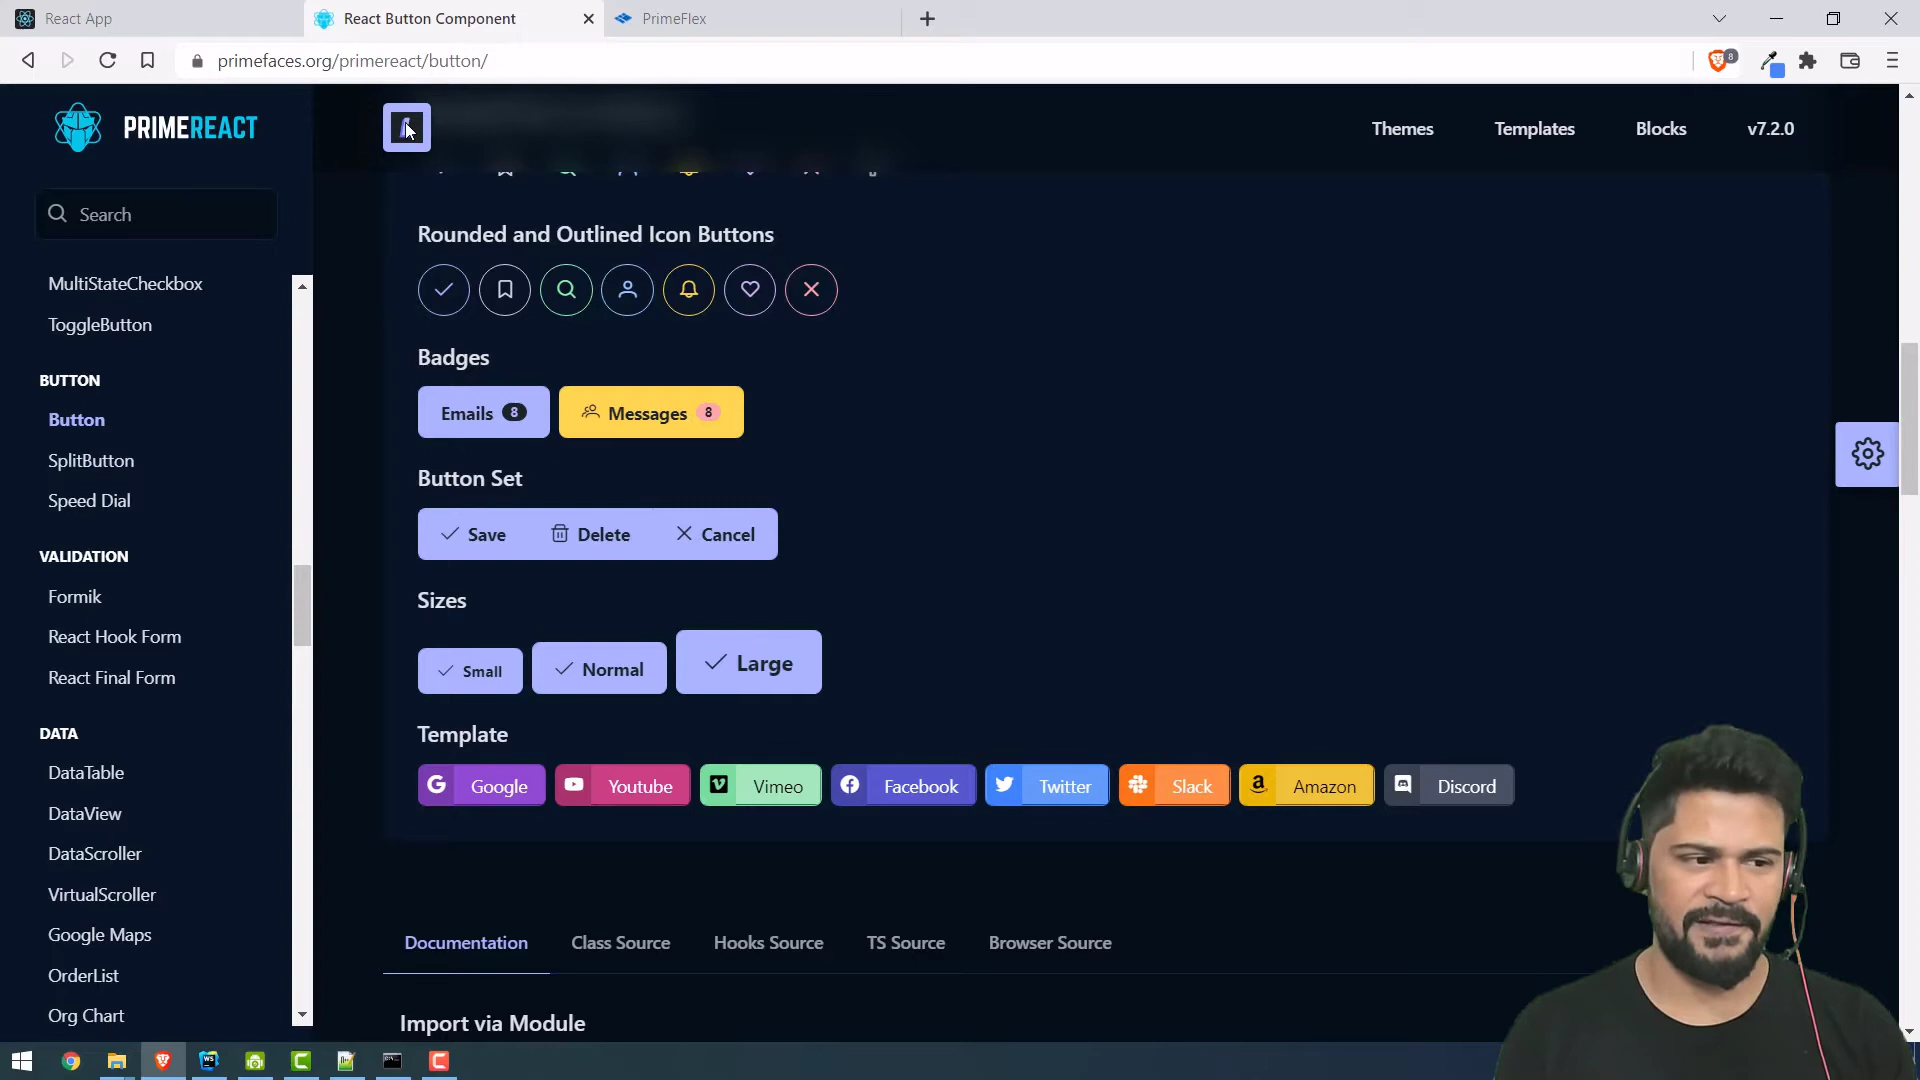 React App
React Button Component
PrimeFlex
primefaces.org/primereact/button/
8
PRIMEREACT
Themes
Templates
Blocks
v7.2.0
Search
MultiStateCheckbox
ToggleButton
BUTTON
Button
SplitButton
Speed Dial
VALIDATION
Formik
React Hook Form
React Final Form
DATA
DataTable
DataView
DataScroller
VirtualScroller
Google Maps
OrderList
Org Chart
Rounded and Outlined Icon Buttons
Badges
Emails 8
Messages 8
Button Set
Save
Delete
Cancel
Sizes
Small
Normal
Large
Template
Google
Youtube
Vimeo
Facebook
Twitter
Slack
Amazon
Discord
Documentation
Class Source
Hooks Source
TS Source
Browser Source
Import via Module